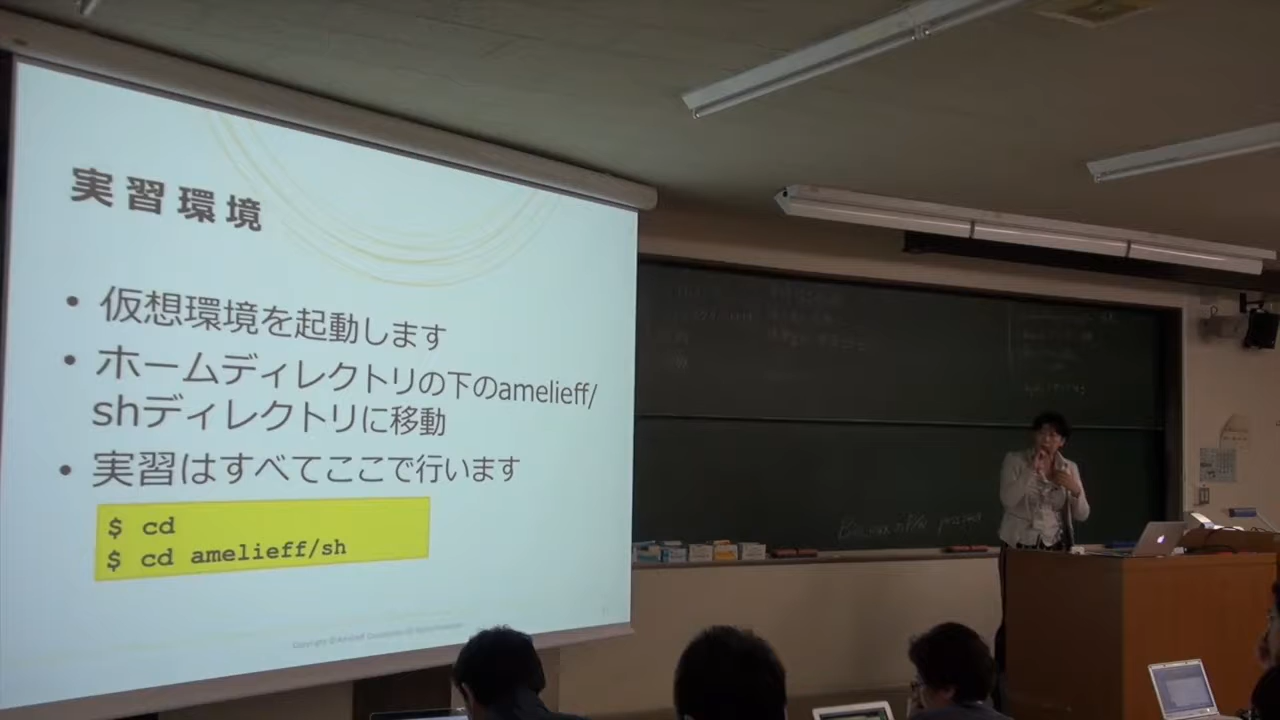 実習環境
• 仮想環境を起動します
• ホームディレクトリの下のamelieff/
shディレクトリに移動
• 実習はすべてここで行います
$ cd
$ cd amelieff/sh